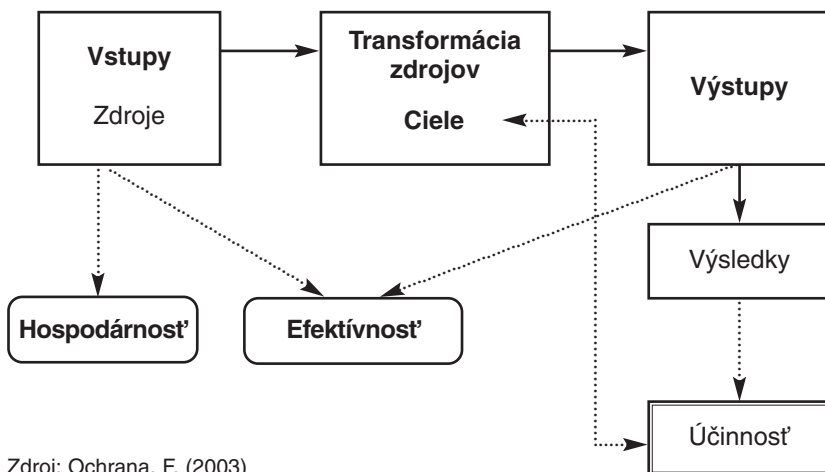 Vstupy
Zdroje
Transformácia
zdrojov
Ciele
Výstupy
Výsledky
Hospodárnosť
Efektívnosť
Účinnosť
Zdroj: Ochrana, F. (2003)